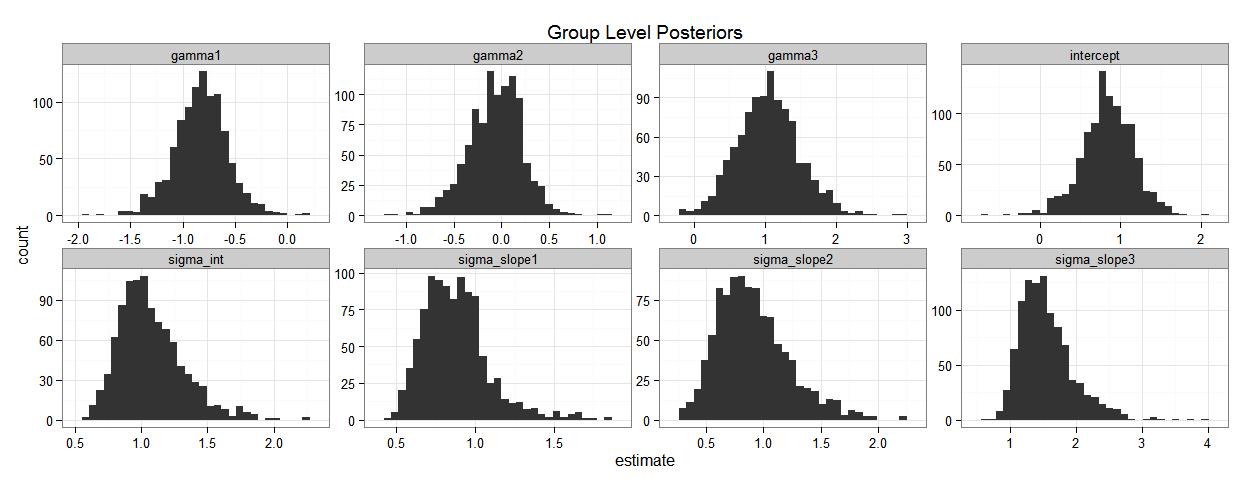 Group Level Posteriors
gamma1 gamma2 gamma3 intercept
100
50
0
-2.0 -1.5 -1.0 -0.5 0.0
100
75
50
25
0
-1.0 -0.5 0.0 0.5 1.0
90
60
30
0
0 1 2 3
100
50
0
0 1 2
count
sigma_int sigma_slope1 sigma_slope2 sigma_slope3
90
60
30
0
0.5 1.0 1.5 2.0
100
75
50
25
0
0.5 1.0 1.5
75
50
25
0
0.5 1.0 1.5 2.0
100
50
0
1 2 3 4
estimate